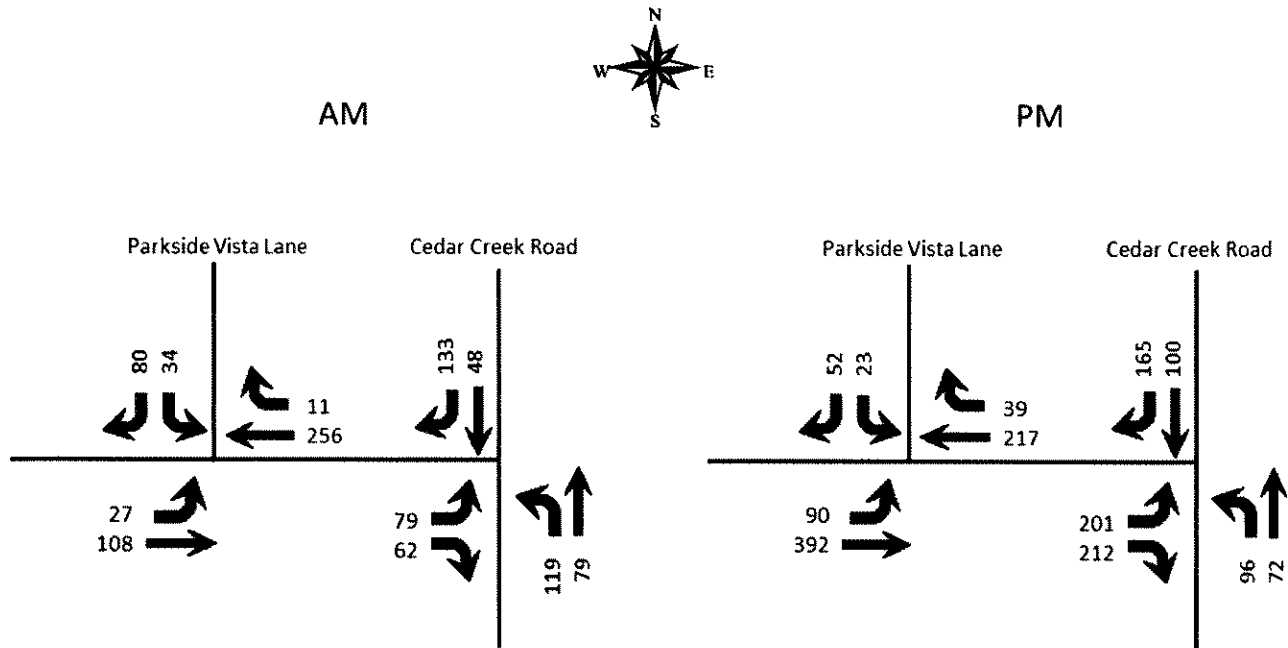 N
W E
S
AM
PM
Parkside Vista Lane
Cedar Creek Road
80
34
11
256
133
48
27
108
79
62
119
79
Parkside Vista Lane
Cedar Creek Road
52
23
39
217
165
100
90
392
201
212
96
72